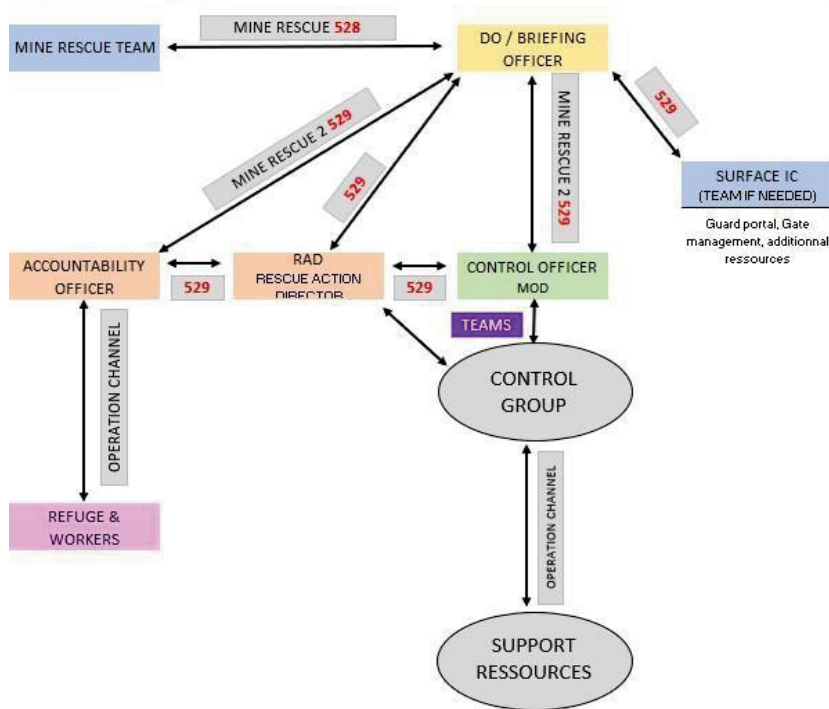 MINE RESCUE 528
MINE RESCUE TEAM
DO / BRIEFING
OFFICER
MINE RESCUE 2 529
529
MINE RESCUE 2 529
529
SURFACE IC
(TEAM IF NEEDED)
Guard portal, Gate
management, additionnal
ressources
ACCOUNTABILITY
OFFICER
529
RAD
RESCUE ACTION
DIRECTOR
529
CONTROL OFFICER
MOD
TEAMS
CONTROL
GROUP
OPERATION CHANNEL
REFUGE &
WORKERS
OPERATION CHANNEL
SUPPORT
RESSOURCES